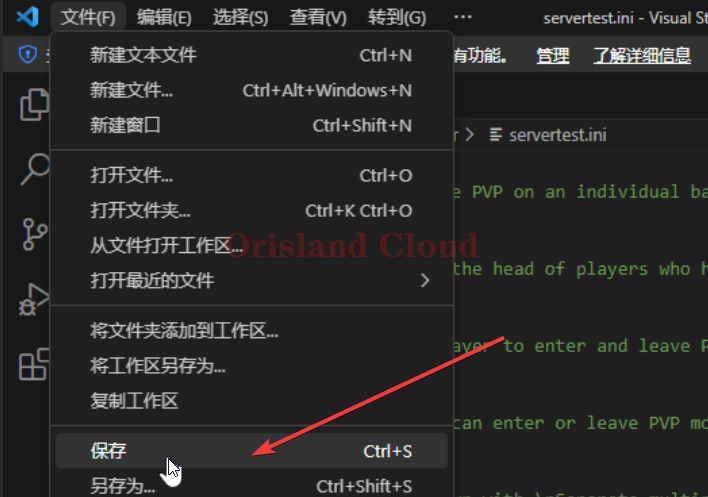 文件(F) 编辑(E) 选择(S) 查看(V) 转到(G) ··· servertest.ini - Visual
有功能。 管理 了解详细信息
新建文本文件 Ctrl+N
新建文件... Ctrl+Alt+Windows+N
新建窗口 Ctrl+Shift+N
servertest.ini
打开文件... Ctrl+O
PVP on an individual
打开文件夹... Ctrl+K Ctrl+O
从文件打开工作区...
Orisland Cloud
打开最近的文件
the head of players who
将文件夹添加到工作区...
to enter and leave
将工作区另存为...
复制工作区
can enter or leave PVP
保存 Ctrl+S
另存为... Ctrl+Shift+S